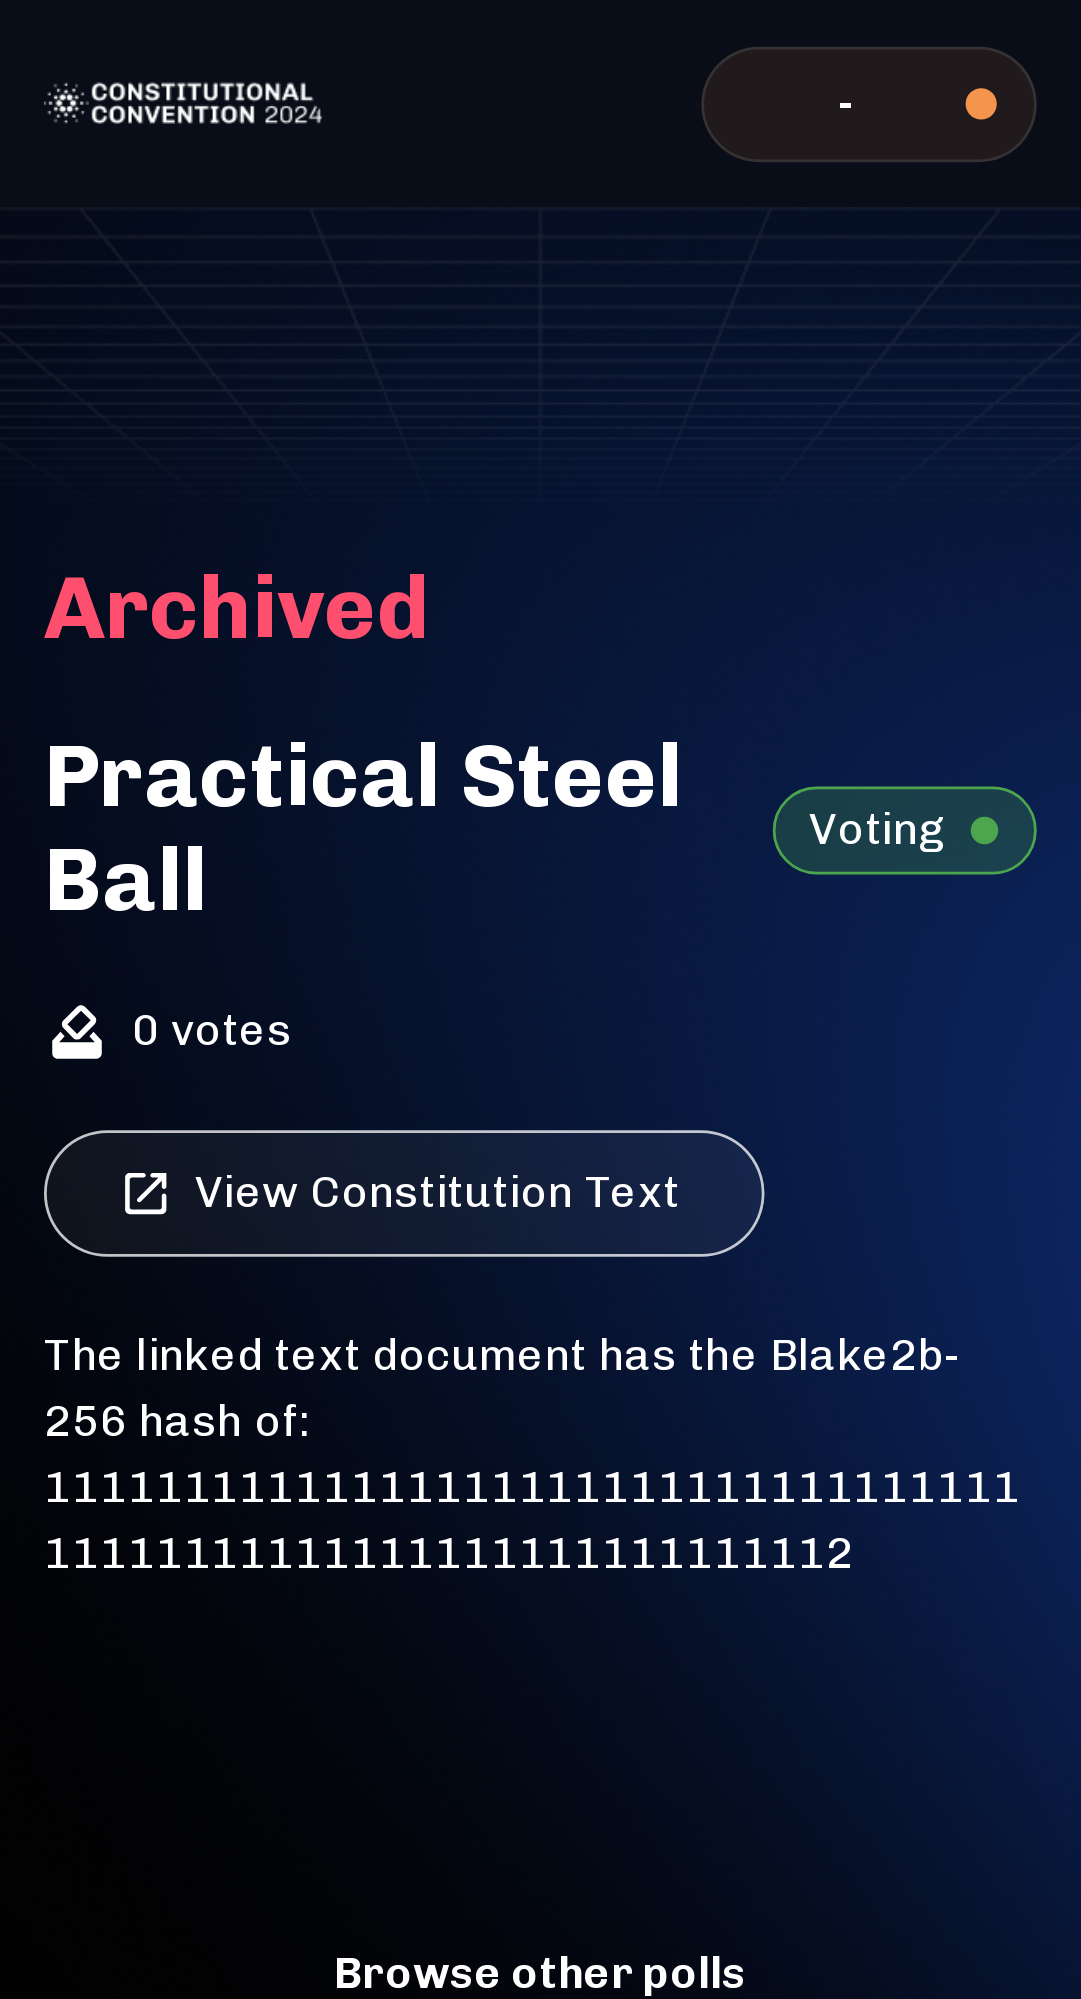 CONSTITUTIONAL
CONVENTION 2024
-
Archived
Practical Steel
Ball
Voting
0 votes
View Constitution Text
The linked text document has the Blake2b-
256 hash of:
11111111111111111111111111111111111
11111111111111111111111111112
Browse other polls